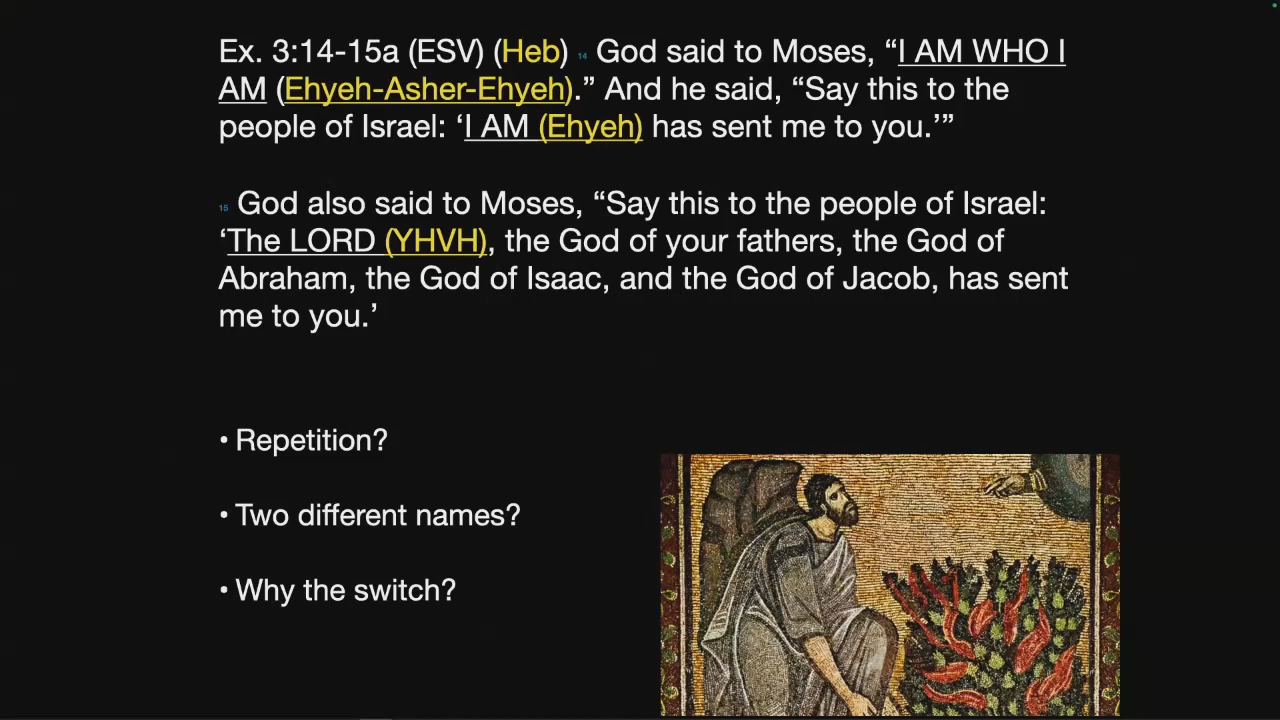 Ex. 3:14-15a (ESV) (Heb) 14 God said to Moses, “I AM WHO I
AM (Ehyeh-Asher-Ehyeh).” And he said, “Say this to the
people of Israel: ‘I AM (Ehyeh) has sent me to you.’”
15 God also said to Moses, “Say this to the people of Israel:
‘The LORD (YHVH), the God of your fathers, the God of
Abraham, the God of Isaac, and the God of Jacob, has sent
me to you.’
• Repetition?
• Two different names?
• Why the switch?